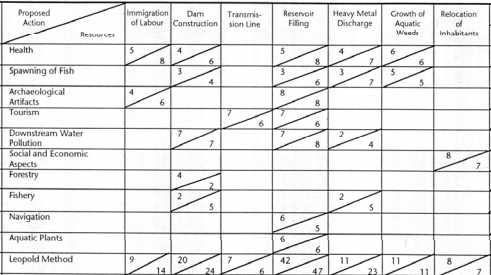 Proposed Action
Resources
Immigration of Labour
Dam Construction
Transmis- sion Line
Reservoir Filling
Heavy Metal Discharge
Growth of Aquatic Weeds
Relocation of Inhabitants
Health 5 8 4 6 5 8 4 7 6 6
Spawning of Fish 3 4 3 6 3 7 5 5
Archaeological Artifacts 4 6 8 8
Tourism 7 6 7 6
Downstream Water Pollution 7 7 7 8 2 4
Social and Economic Aspects 8 7
Forestry 4 2
Fishery 2 5 2 5
Navigation 6 5
Aquatic Plants 6 6
Leopold Method 9 14 20 24 7 6 42 47 11 23 11 11 8 7